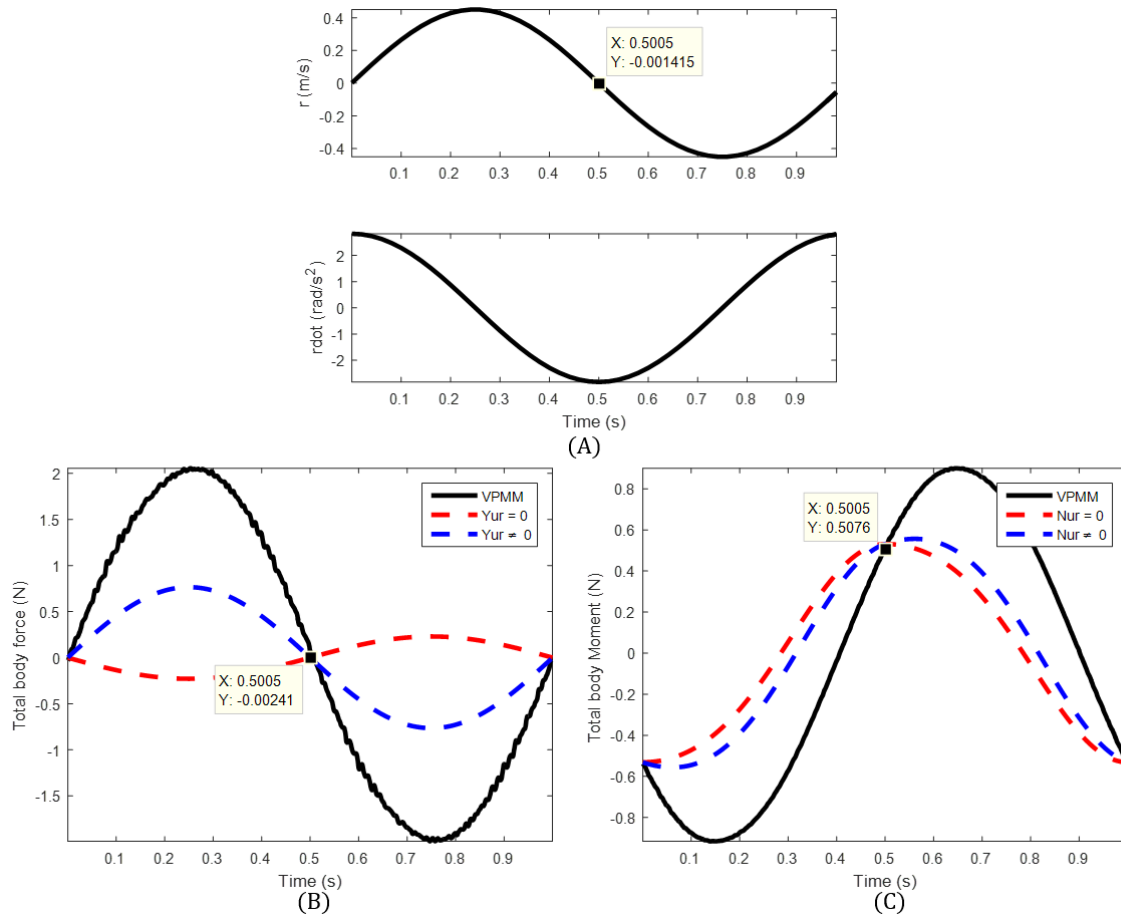 r (m/s)
0.4
0.2
0
-0.2
-0.4
X: 0.5005
Y: -0.001415
0.1 0.2 0.3 0.4 0.5 0.6 0.7 0.8 0.9
rdot (rad/s²)
2
1
0
-1
-2
0.1 0.2 0.3 0.4 0.5 0.6 0.7 0.8 0.9
Time (s)
(A)
Total body force (N)
2
1.5
1
0.5
0
-0.5
-1
-1.5
VPMM
Yur = 0
Yur ≠ 0
X: 0.5005
Y: -0.00241
0.1 0.2 0.3 0.4 0.5 0.6 0.7 0.8 0.9
Time (s)
(B)
Total body Moment (N)
0.8
0.6
0.4
0.2
0
-0.2
-0.4
-0.6
-0.8
X: 0.5005
Y: 0.5076
VPMM
Nur = 0
Nur ≠ 0
0.1 0.2 0.3 0.4 0.5 0.6 0.7 0.8 0.9
Time (s)
(C)